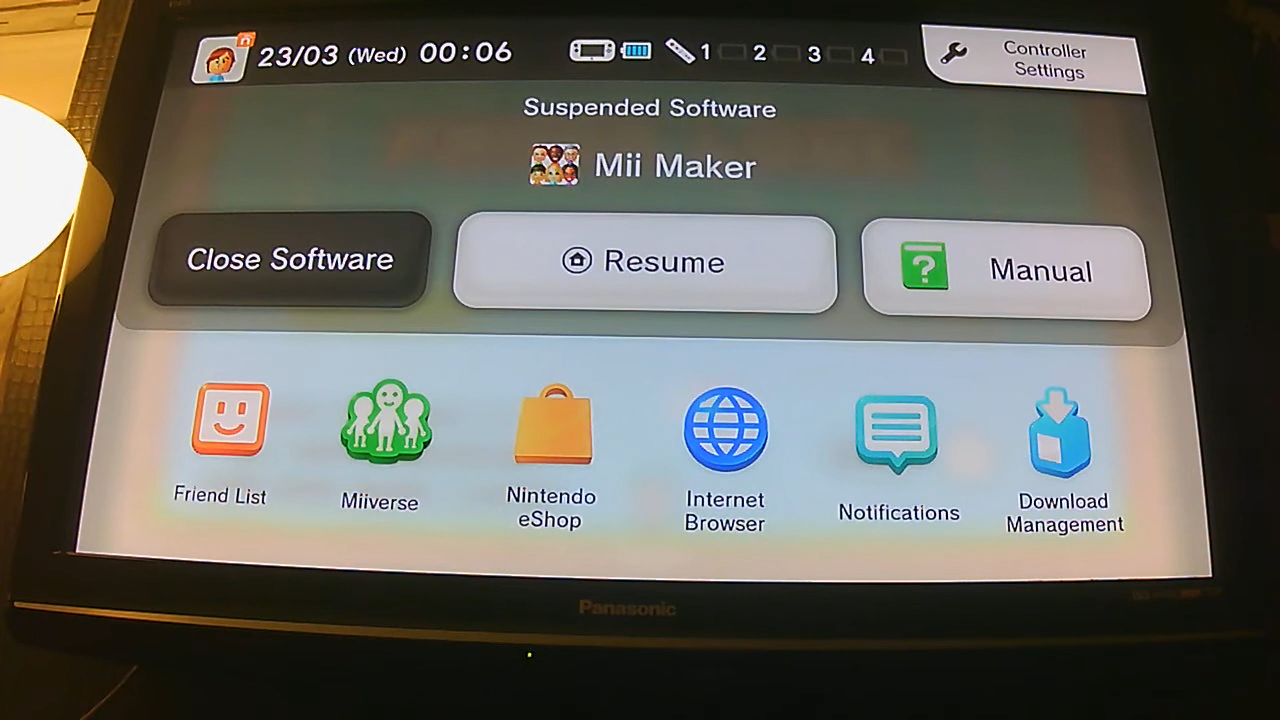 23/03 (Wed) 00:06
1 2 3 4
Controller
Settings
Suspended Software
Mii Maker
Close Software
Resume
Manual
Friend List
Miiverse
Nintendo
eShop
Internet
Browser
Notifications
Download
Management
Panasonic